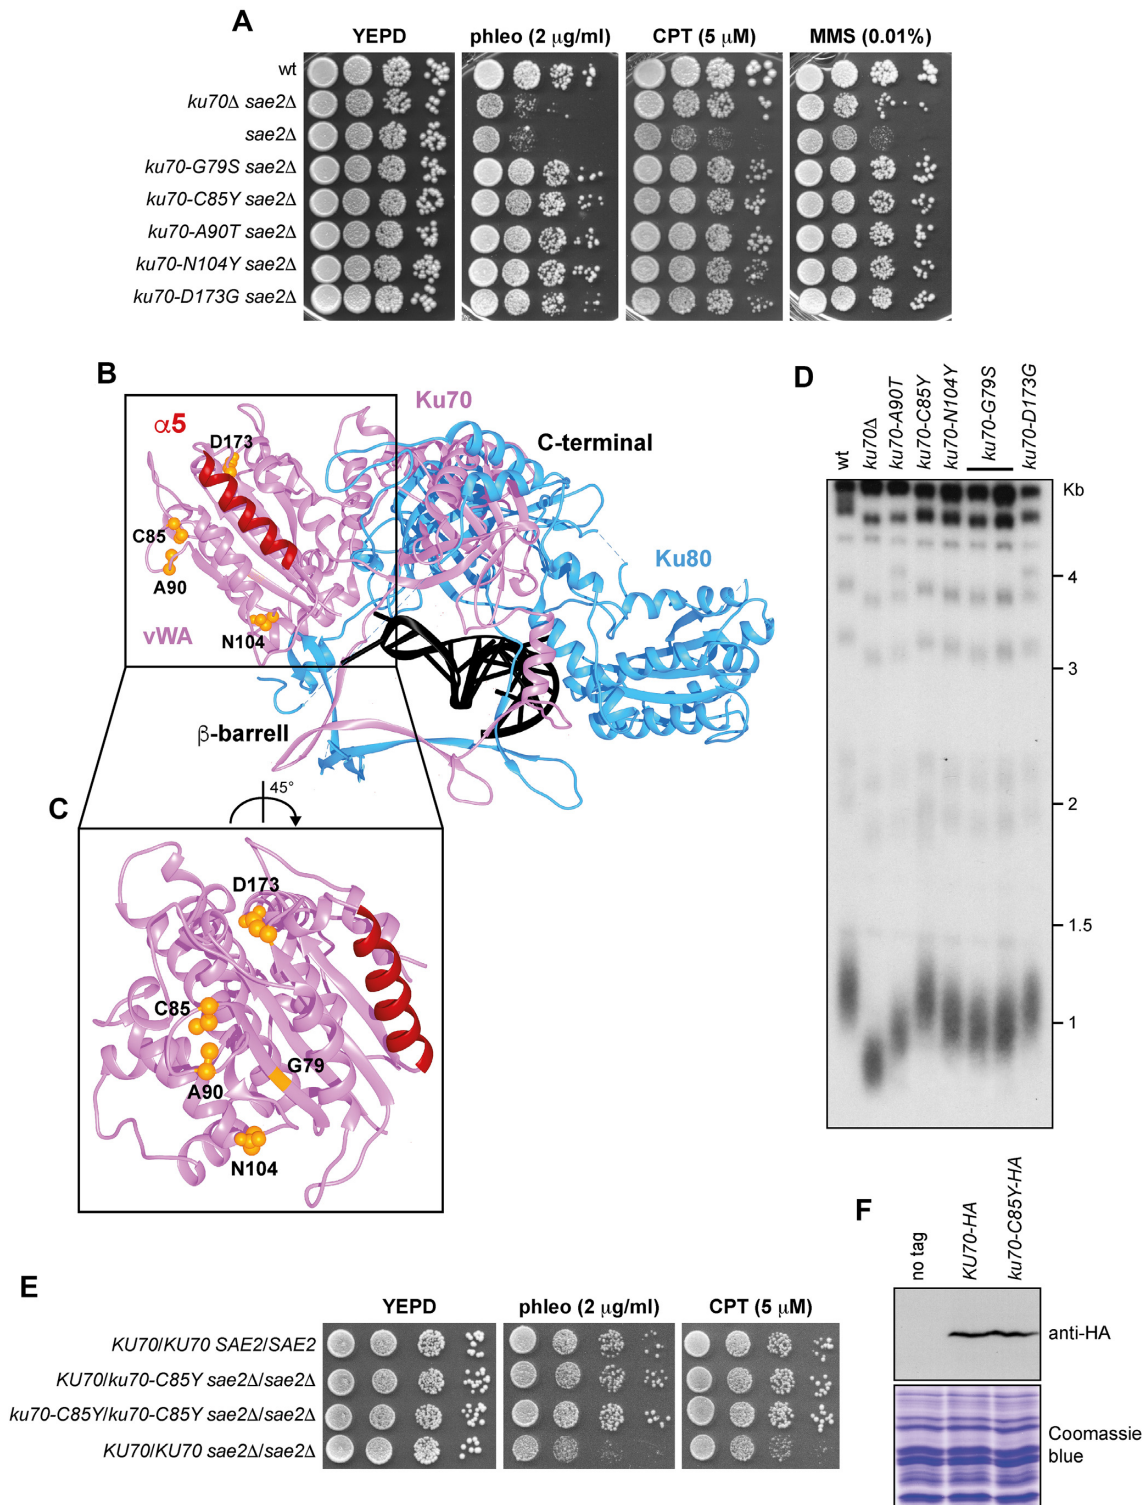 A
YEPD
phleo (2 μg/ml)
CPT (5 μM)
MMS (0.01%)
wt
ku70Δ sae2Δ
sae2Δ
ku70-G79S sae2Δ
ku70-C85Y sae2Δ
ku70-A90T sae2Δ
ku70-N104Y sae2Δ
ku70-D173G sae2Δ
B
Ku70
α5
D173
C-terminal
C85
A90
Ku80
vWA
N104
β-barrell
45°
C
D173
C85
G79
A90
N104
D
wt
ku70Δ
ku70-A90T
ku70-C85Y
ku70-N104Y
ku70-G79S
ku70-D173G
Kb
4
3
2
1.5
1
E
YEPD
phleo (2 μg/ml)
CPT (5 μM)
KU70/KU70 SAE2/SAE2
KU70/ku70-C85Y sae2Δ/sae2Δ
ku70-C85Y/ku70-C85Y sae2Δ/sae2Δ
KU70/KU70 sae2Δ/sae2Δ
F
no tag
KU70-HA
ku70-C85Y-HA
anti-HA
Coomassie
blue